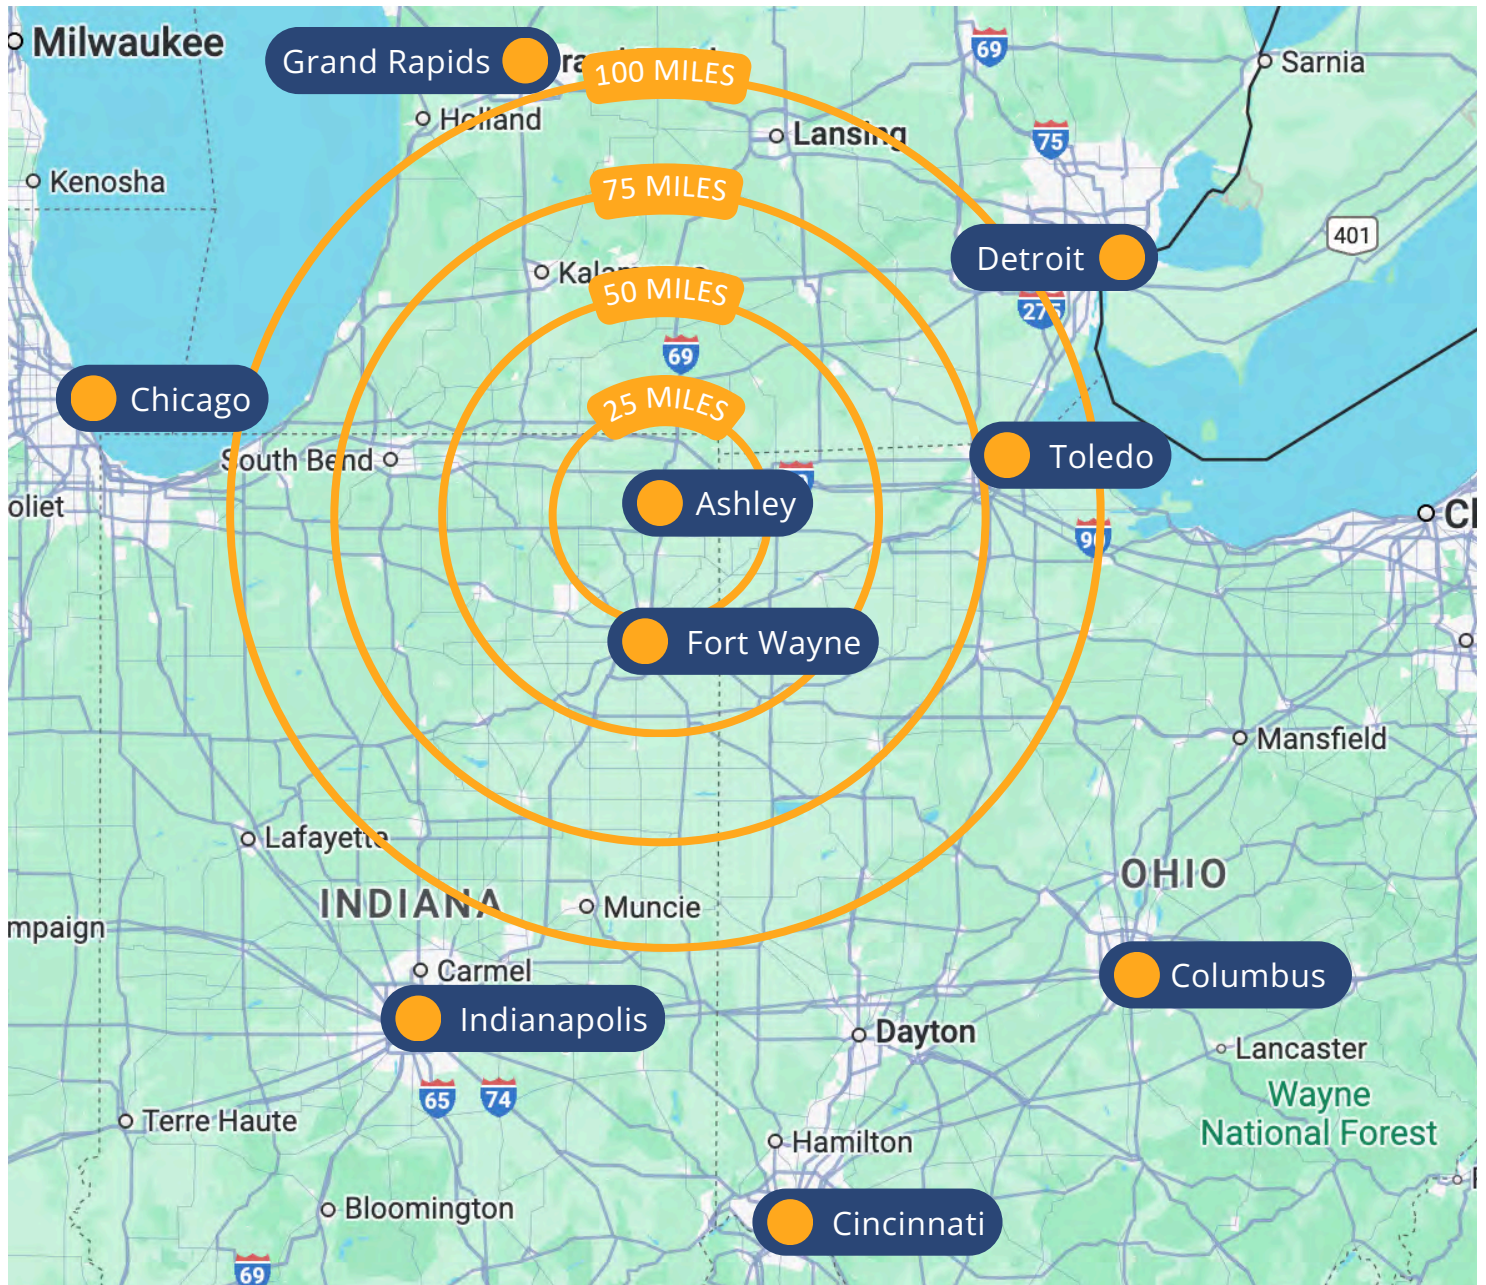 Milwaukee
Grand Rapids
100 MILES
69
Sarnia
Holland
Lansing
75
Kenosha
75 MILES
401
Detroit
50 MILES
275
69
25 MILES
Chicago
South Bend
Toledo
Ashley
oliet
90
Fort Wayne
Mansfield
Lafayette
OHIO
INDIANA
Muncie
mpaign
Carmel
Columbus
Indianapolis
Dayton
Lancaster
65
74
Wayne
National Forest
Terre Haute
Hamilton
Bloomington
Cincinnati
69